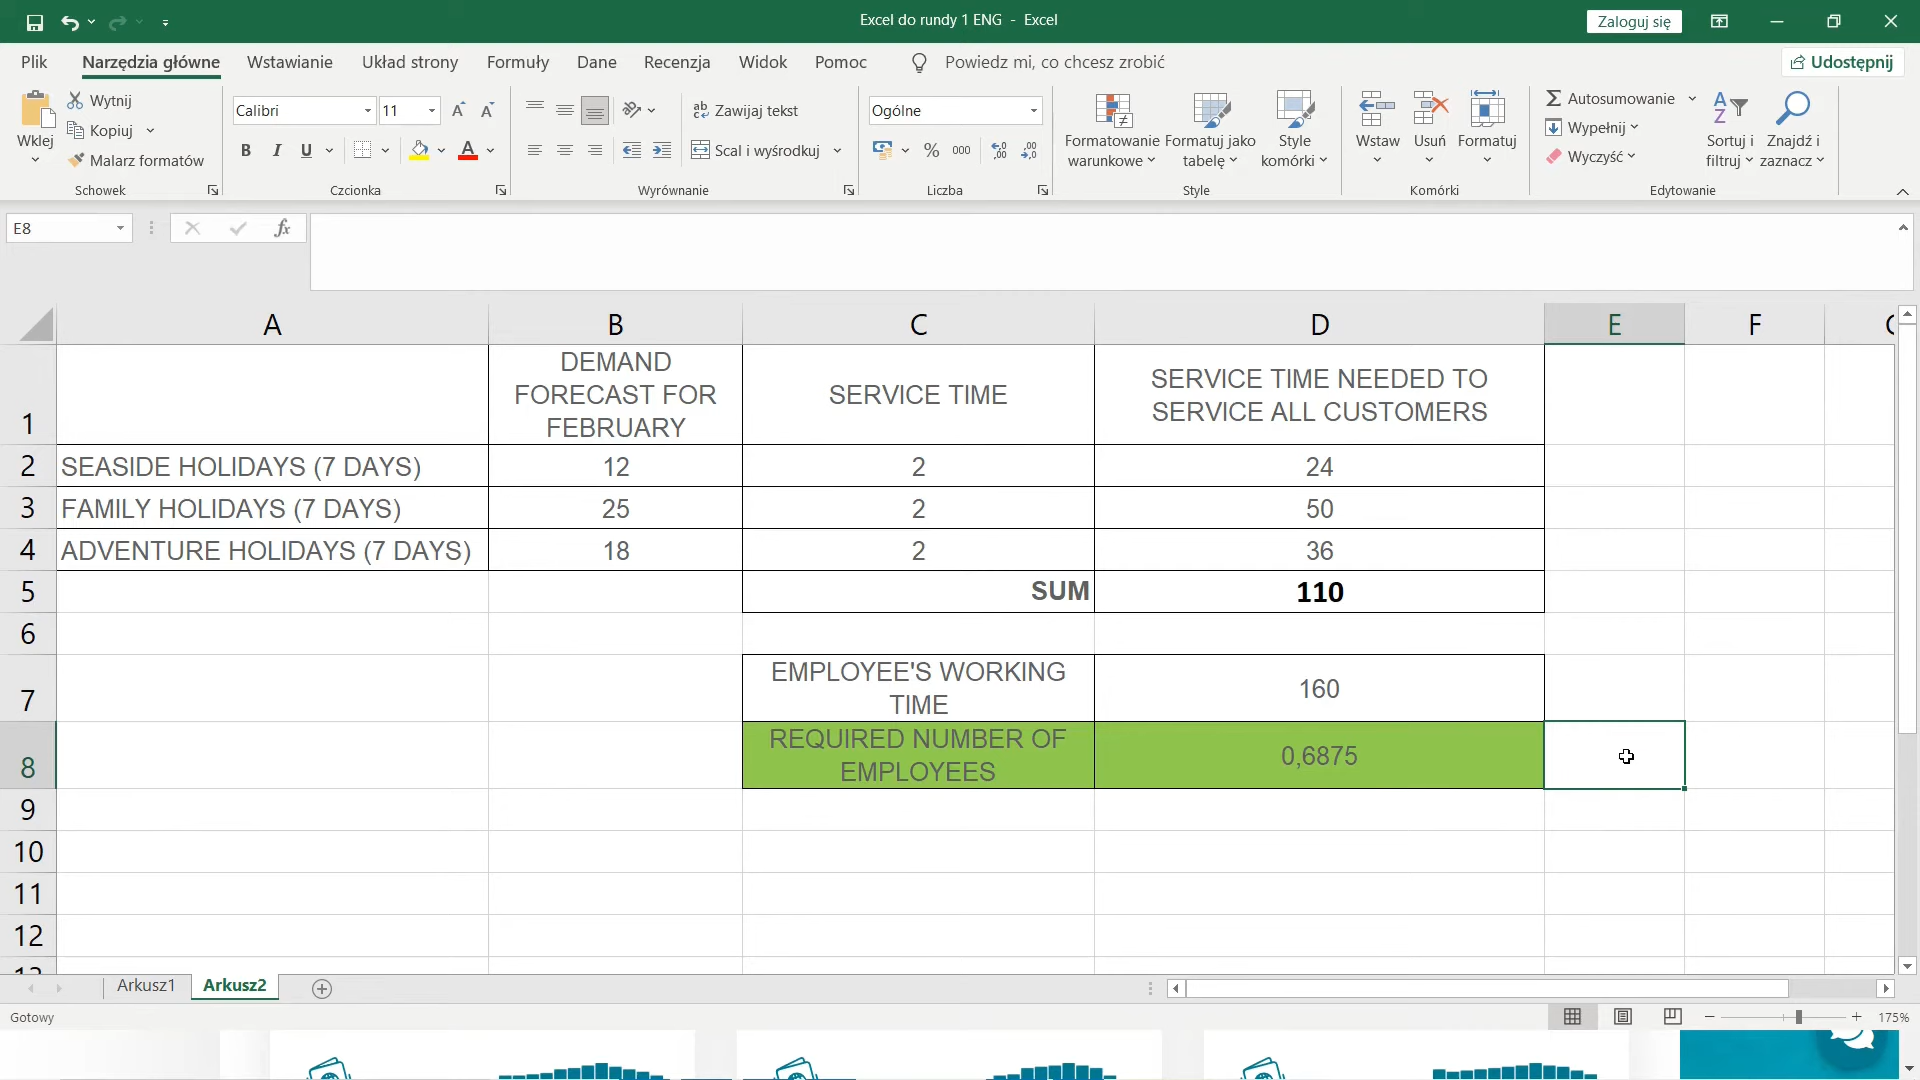 Excel do rundy 1 ENG - Excel
Zaloguj się
Plik Narzędzia główne Wstawianie Układ strony Formuły Dane Recenzja Widok Pomoc Powiedz mi, co chcesz zrobić Udostępnij
Wklej
Wytnij
Kopiuj
Malarz formatów
Schowek
Calibri 11
B I U A
Czcionka
Zawijaj tekst
Scal i wyśrodkuj
Wyrównanie
Ogólne
% 000
Liczba
Formatowanie warunkowe
Formatuj jako tabelę
Style komórki
Style
Wstaw Usuń Formatuj
Komórki
Autosumowanie
Wypełnij
Wyczyść
Sortuj i filtruj
Znajdź i zaznacz
Edytowanie
E8 fx
A B C D E F
1 DEMAND FORECAST FOR FEBRUARY SERVICE TIME SERVICE TIME NEEDED TO SERVICE ALL CUSTOMERS
2 SEASIDE HOLIDAYS (7 DAYS) 12 2 24
3 FAMILY HOLIDAYS (7 DAYS) 25 2 50
4 ADVENTURE HOLIDAYS (7 DAYS) 18 2 36
5 SUM 110
6
7 EMPLOYEE'S WORKING TIME 160
8 REQUIRED NUMBER OF EMPLOYEES 0,6875
9
10
11
12
Arkusz1 Arkusz2
Gotowy 175%